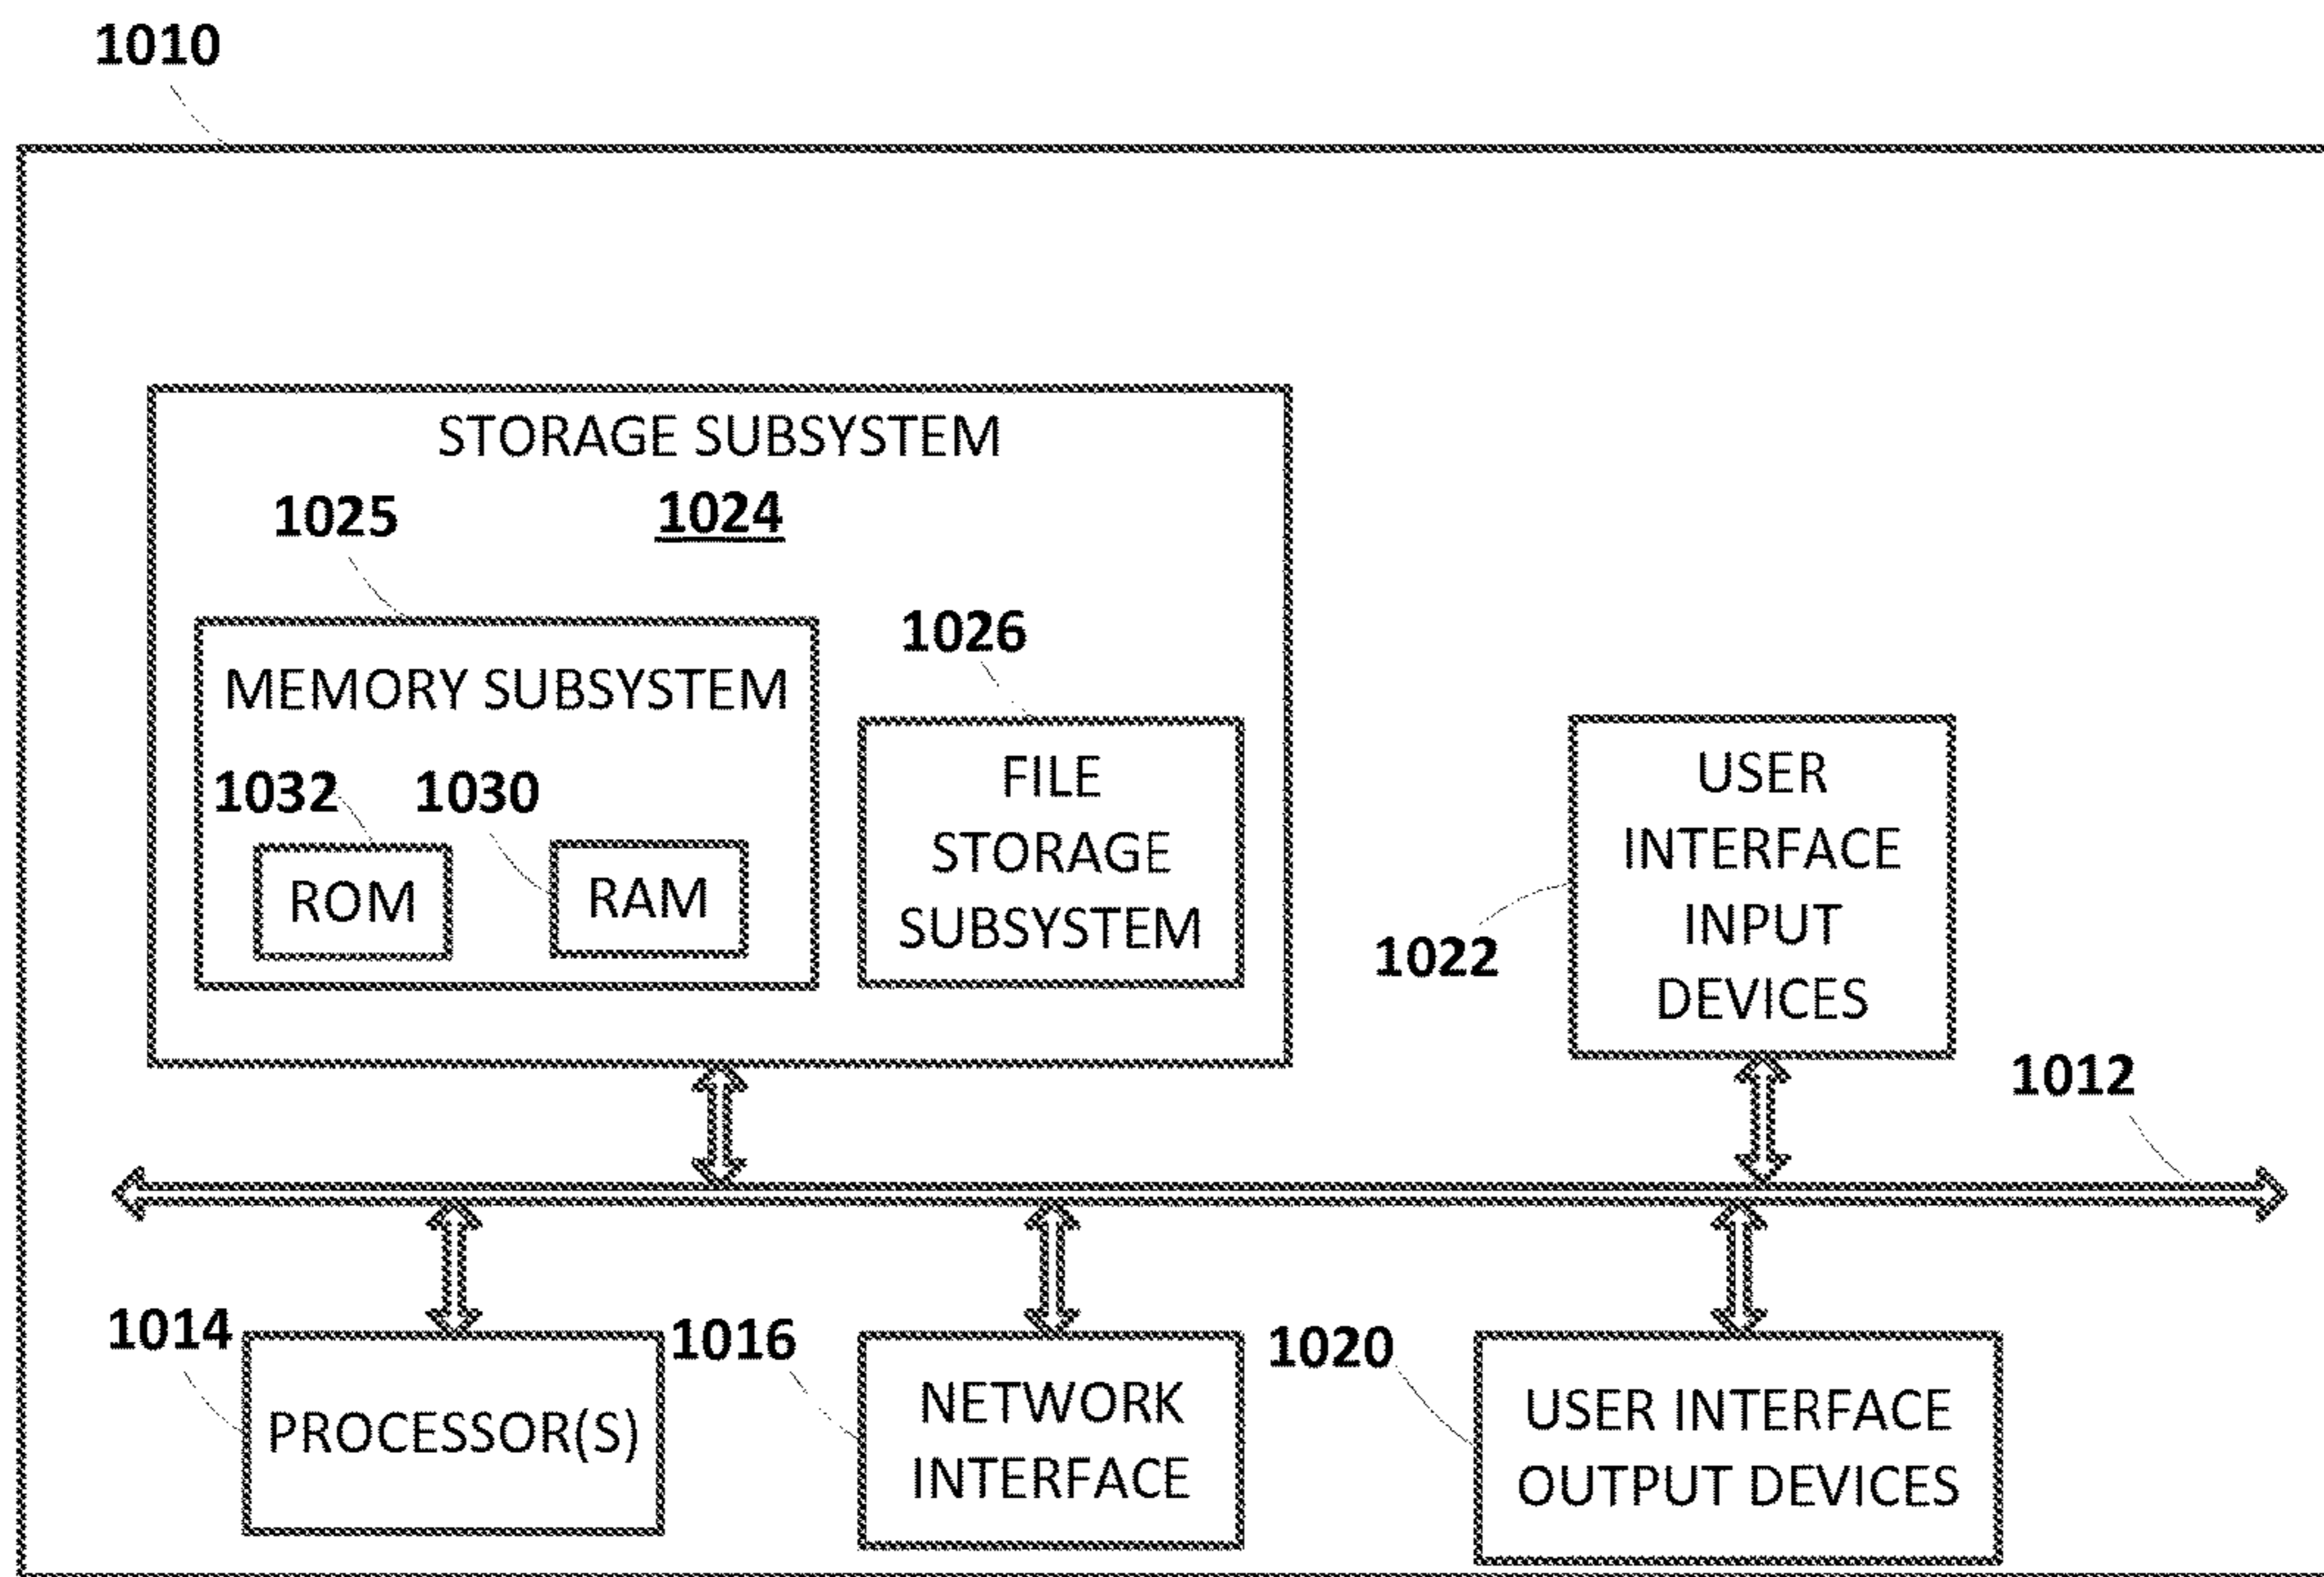 1010
STORAGE SUBSYSTEM
1024
1025
MEMORY SUBSYSTEM
1032
1030
ROM
RAM
1026
FILE
STORAGE
SUBSYSTEM
USER
INTERFACE
INPUT
DEVICES
1022
1012
1014
PROCESSOR(S)
1016
NETWORK
INTERFACE
1020
USER INTERFACE
OUTPUT DEVICES